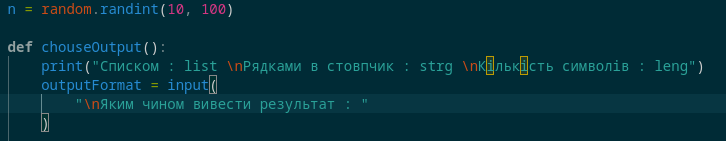 n = random.randint(10, 100)
def chouseOutput():
print("Списком : list \nРядками в стовпчик : strg \nКількість символів : leng")
outputFormat = input(
"\nЯким чином вивести результат : "
)